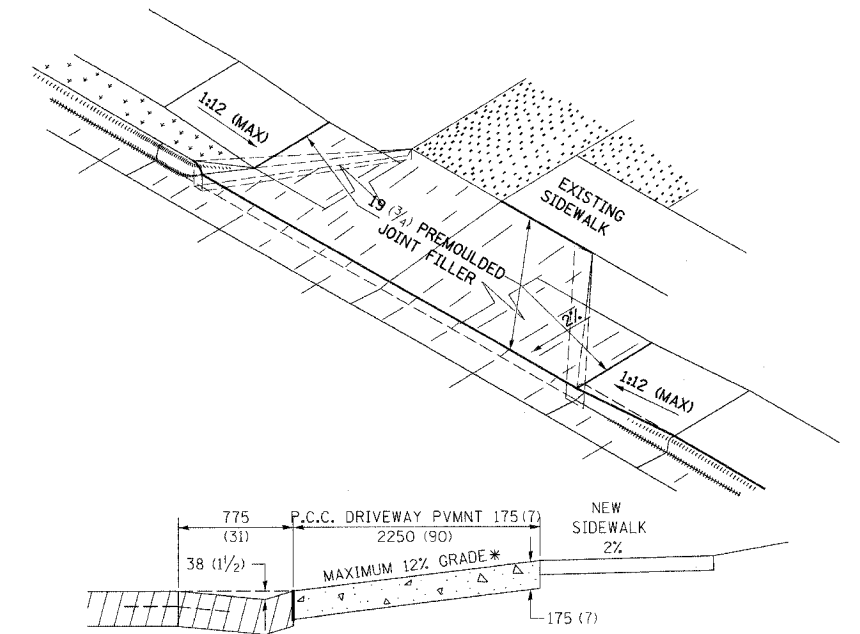 1:12 (MAX)
EXISTING
SIDEWALK
19 (3/4) PREMOULDED
JOINT FILLER
2%
1:12 (MAX)
775
(31)
P.C.C. DRIVEWAY PVMNT 175(7)
2250 (90)
NEW
SIDEWALK
2%
38 (1 1/2)
MAXIMUM 12% GRADE*
175 (7)